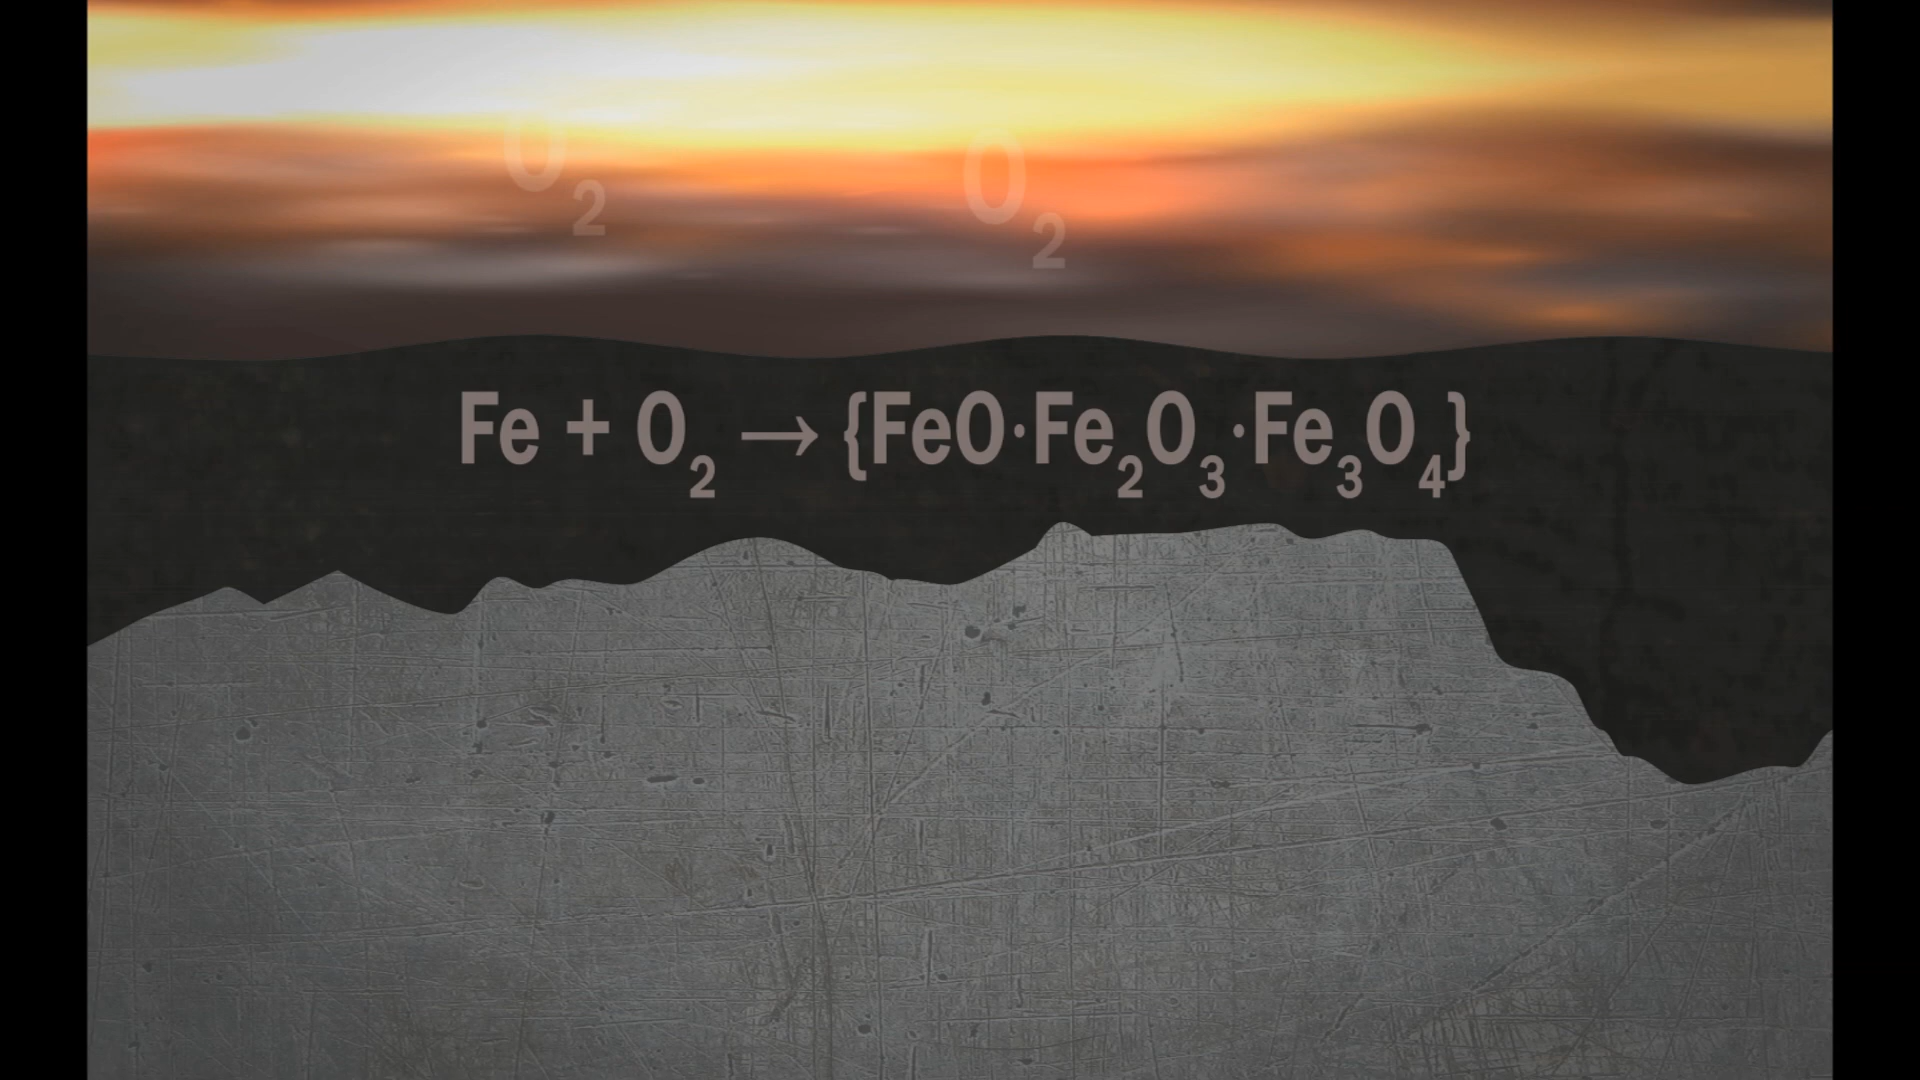 O₂
O₂
Fe + O₂ → {FeO·Fe₂O₃·Fe₃O₄}